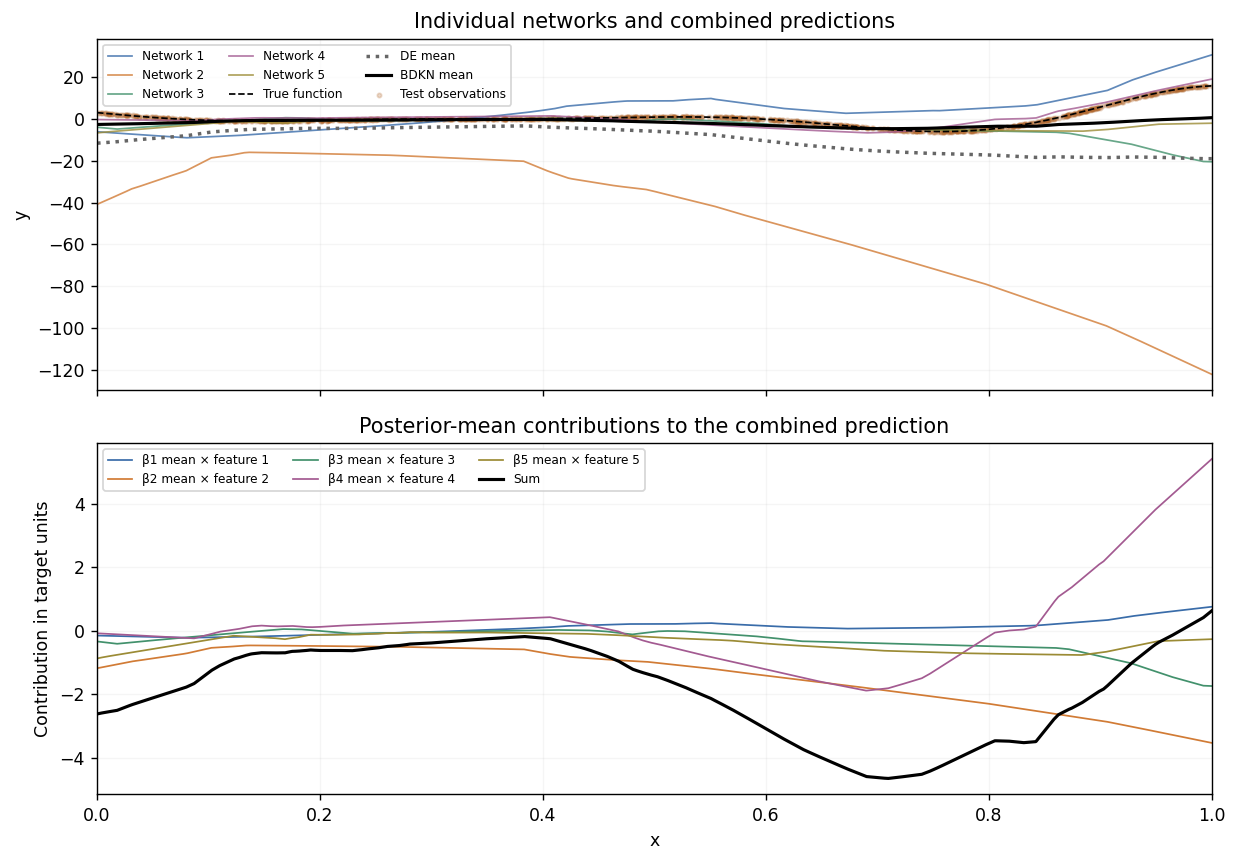 Individual networks and combined predictions
Network 1
Network 2
Network 3
Network 4
Network 5
True function
DE mean
BDKN mean
Test observations
y
20
0
−20
−40
−60
−80
−100
−120
Posterior-mean contributions to the combined prediction
β1 mean × feature 1
β2 mean × feature 2
β3 mean × feature 3
β4 mean × feature 4
β5 mean × feature 5
Sum
Contribution in target units
4
2
0
−2
−4
0.0 0.2 0.4 0.6 0.8 1.0
x